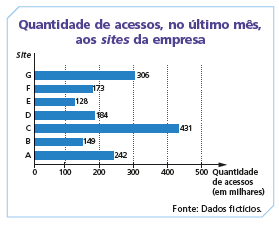 Quantidade de acessos, no último mês,
aos sites da empresa
Site
G 306
F 173
E 128
D 184
C 431
B 149
A 242
0 100 200 300 400 500 Quantidade
de acessos
(em milhares)
Fonte: Dados fictícios.